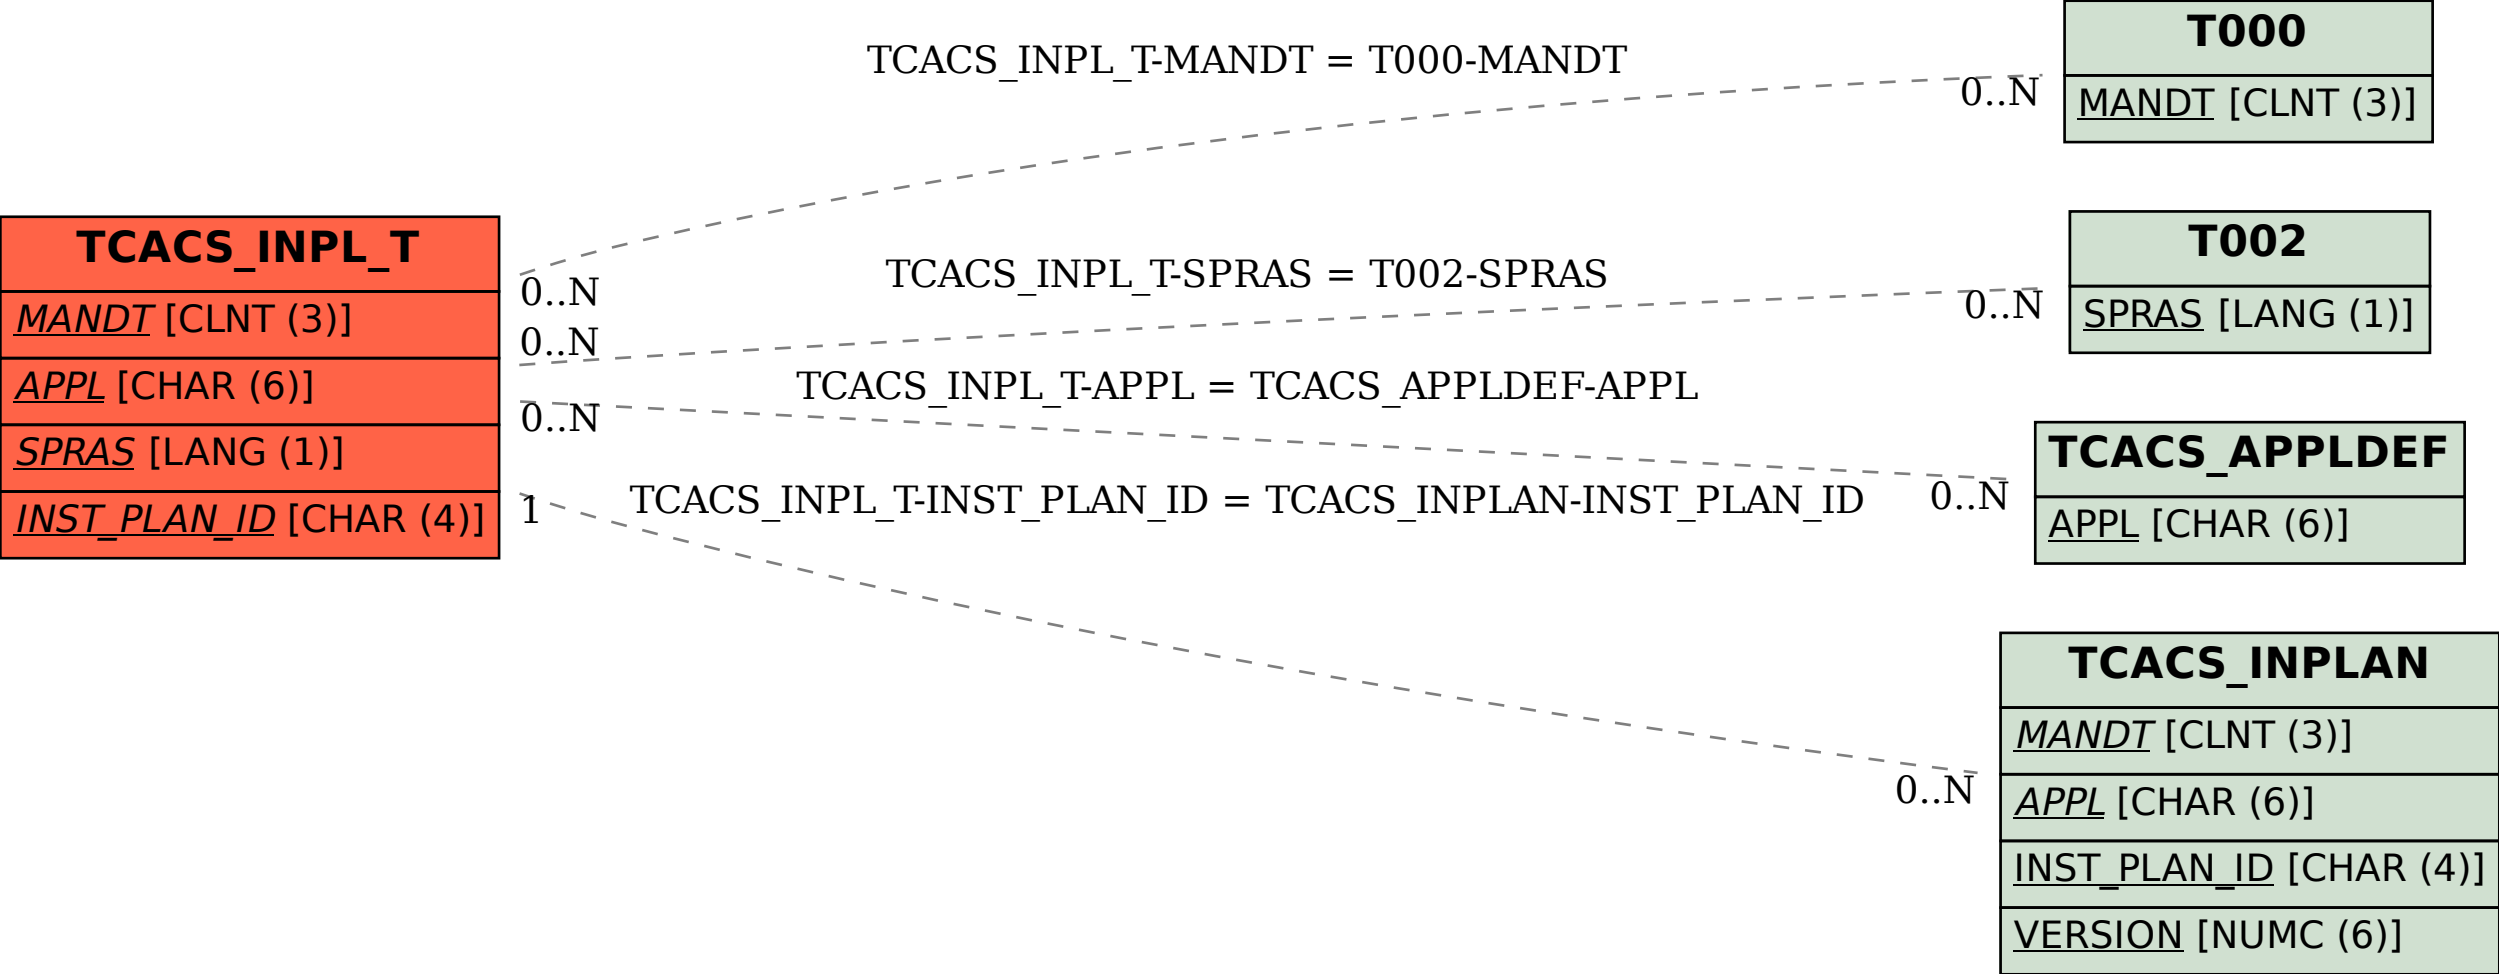 TCACS_INPL_T
MANDT [CLNT (3)]
APPL [CHAR (6)]
SPRAS [LANG (1)]
INST_PLAN_ID [CHAR (4)]
TCACS_INPL_T-MANDT = T000-MANDT
0..N
0..N
TCACS_INPL_T-SPRAS = T002-SPRAS
0..N
0..N
TCACS_INPL_T-APPL = TCACS_APPLDEF-APPL
0..N
0..N
TCACS_INPL_T-INST_PLAN_ID = TCACS_INPLAN-INST_PLAN_ID
1
0..N
T000
MANDT [CLNT (3)]
T002
SPRAS [LANG (1)]
TCACS_APPLDEF
APPL [CHAR (6)]
TCACS_INPLAN
MANDT [CLNT (3)]
APPL [CHAR (6)]
INST_PLAN_ID [CHAR (4)]
VERSION [NUMC (6)]